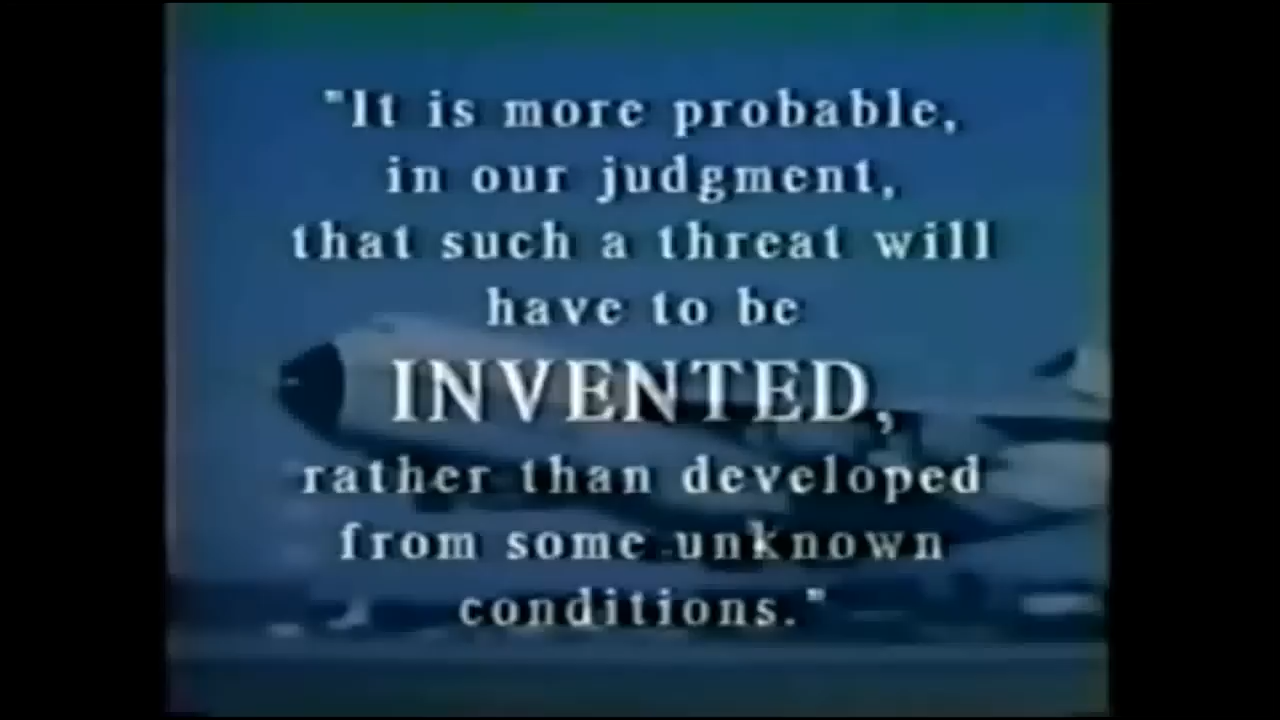 "It is more probable,
in our judgment,
that such a threat will
have to be
INVENTED,
rather than developed
from some unknown
conditions."